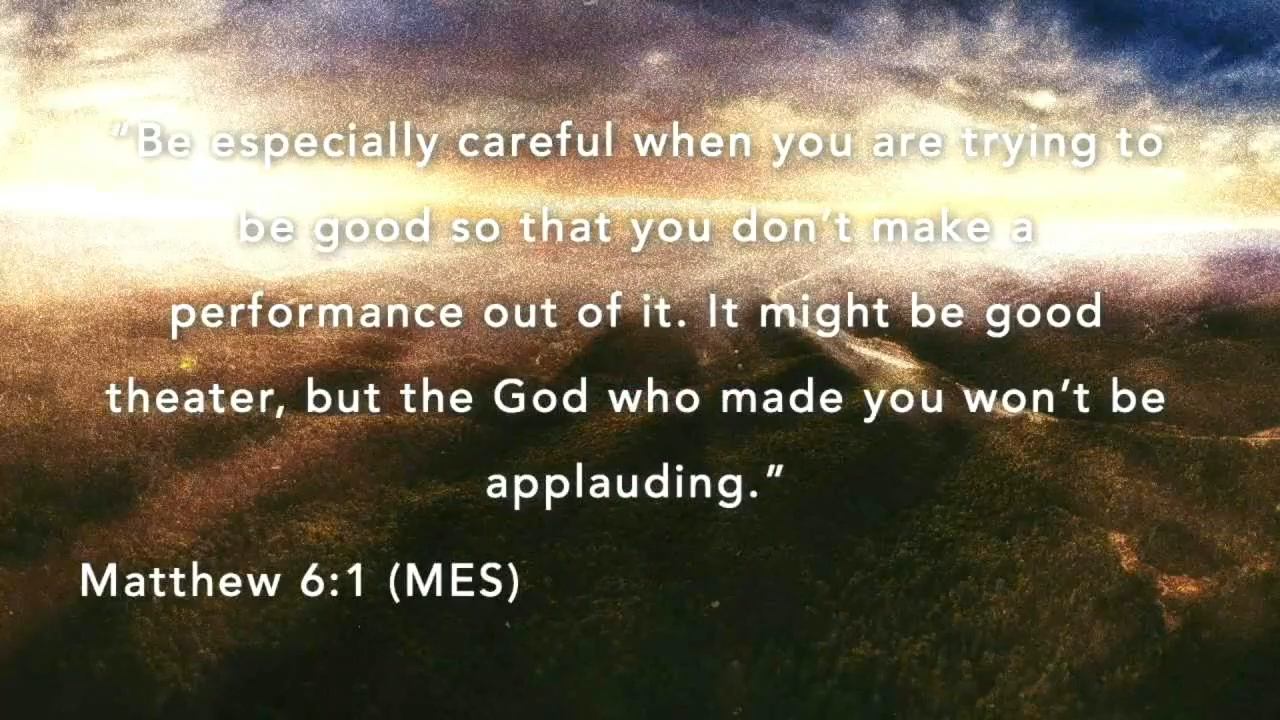 "Be especially careful when you are trying to
be good so that you don't make a
performance out of it. It might be good
theater, but the God who made you won't be
applauding."
Matthew 6:1 (MES)